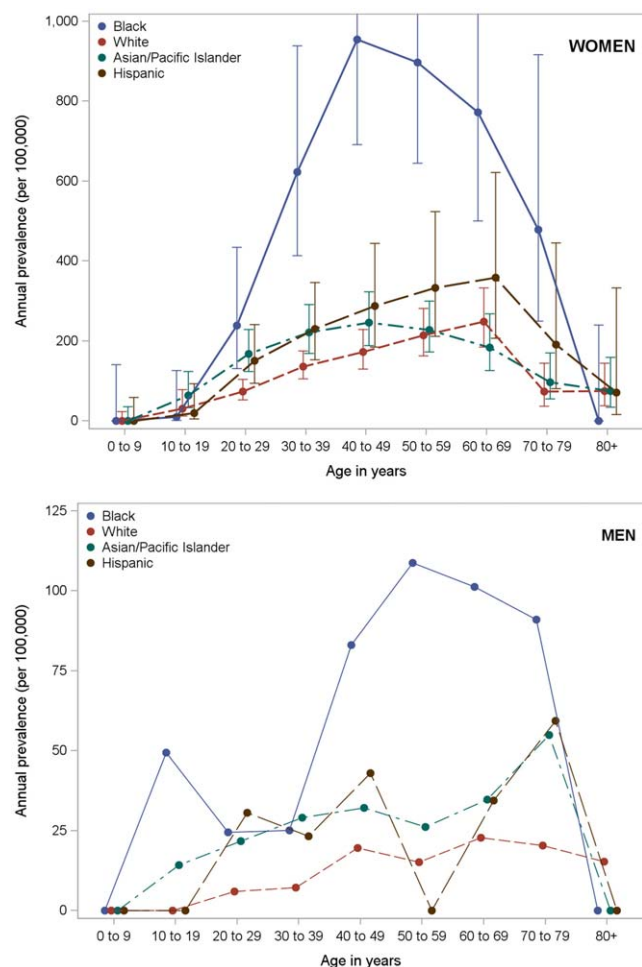 1,000
Black
White
Asian/Pacific Islander
Hispanic
WOMEN
800
600
400
200
0
Annual prevalence (per 100,000)
0 to 9 10 to 19 20 to 29 30 to 39 40 to 49 50 to 59 60 to 69 70 to 79 80+
Age in years
125
Black
White
Asian/Pacific Islander
Hispanic
MEN
100
75
50
25
0
Annual prevalence (per 100,000)
0 to 9 10 to 19 20 to 29 30 to 39 40 to 49 50 to 59 60 to 69 70 to 79 80+
Age in years